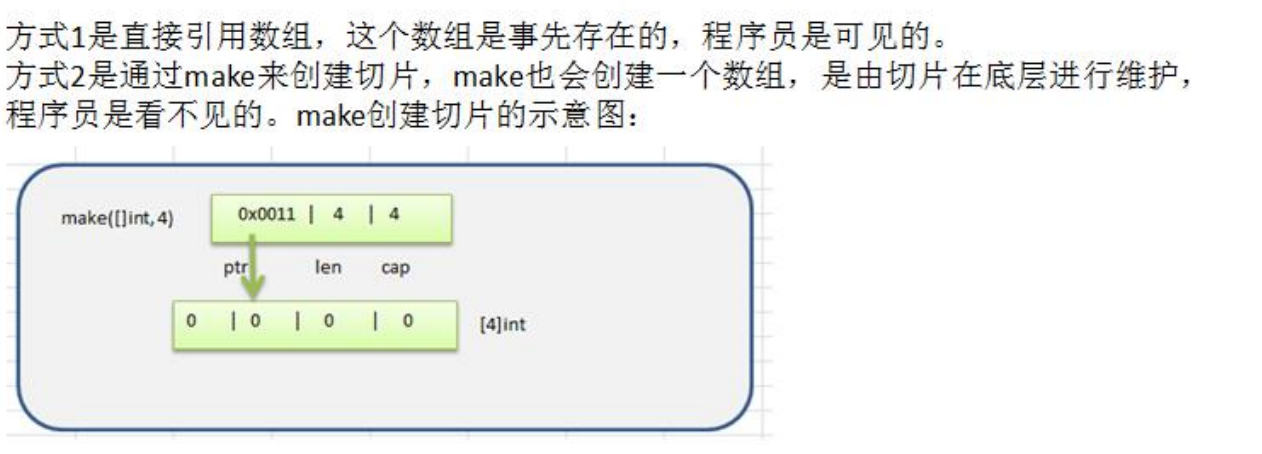 方式1是直接引用数组，这个数组是事先存在的，程序员是可见的。
方式2是通过make来创建切片，make也会创建一个数组，是由切片在底层进行维护，
程序员是看不见的。make创建切片的示意图：
make([]int,4) 0x0011 | 4 | 4
ptr len cap
0 | 0 | 0 | 0 [4]int